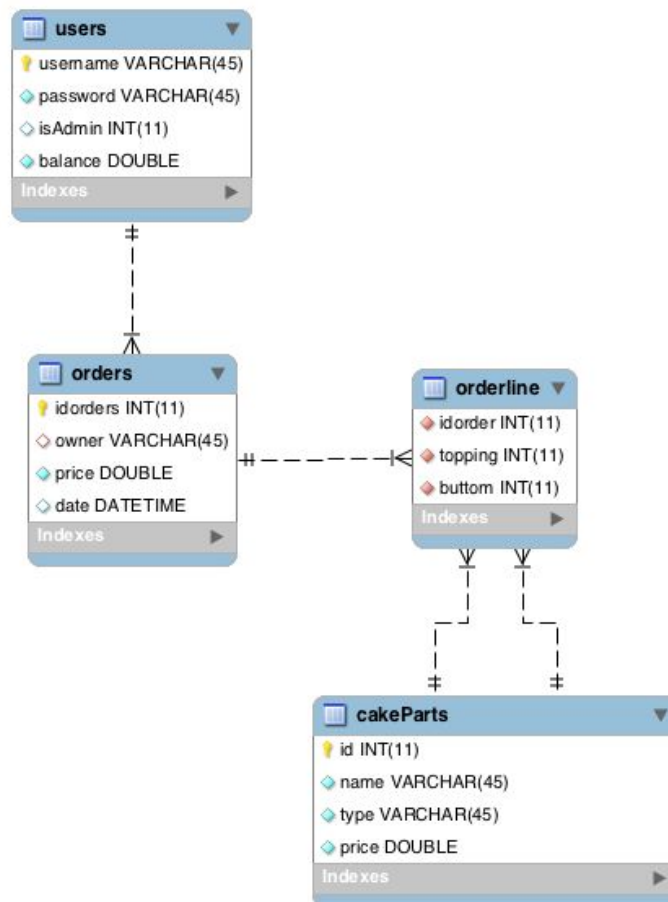 users
username VARCHAR(45)
password VARCHAR(45)
isAdmin INT(11)
balance DOUBLE
Indexes
orders
idorders INT(11)
owner VARCHAR(45)
price DOUBLE
date DATETIME
Indexes
orderline
idorder INT(11)
topping INT(11)
buttom INT(11)
Indexes
cakeParts
id INT(11)
name VARCHAR(45)
type VARCHAR(45)
price DOUBLE
Indexes